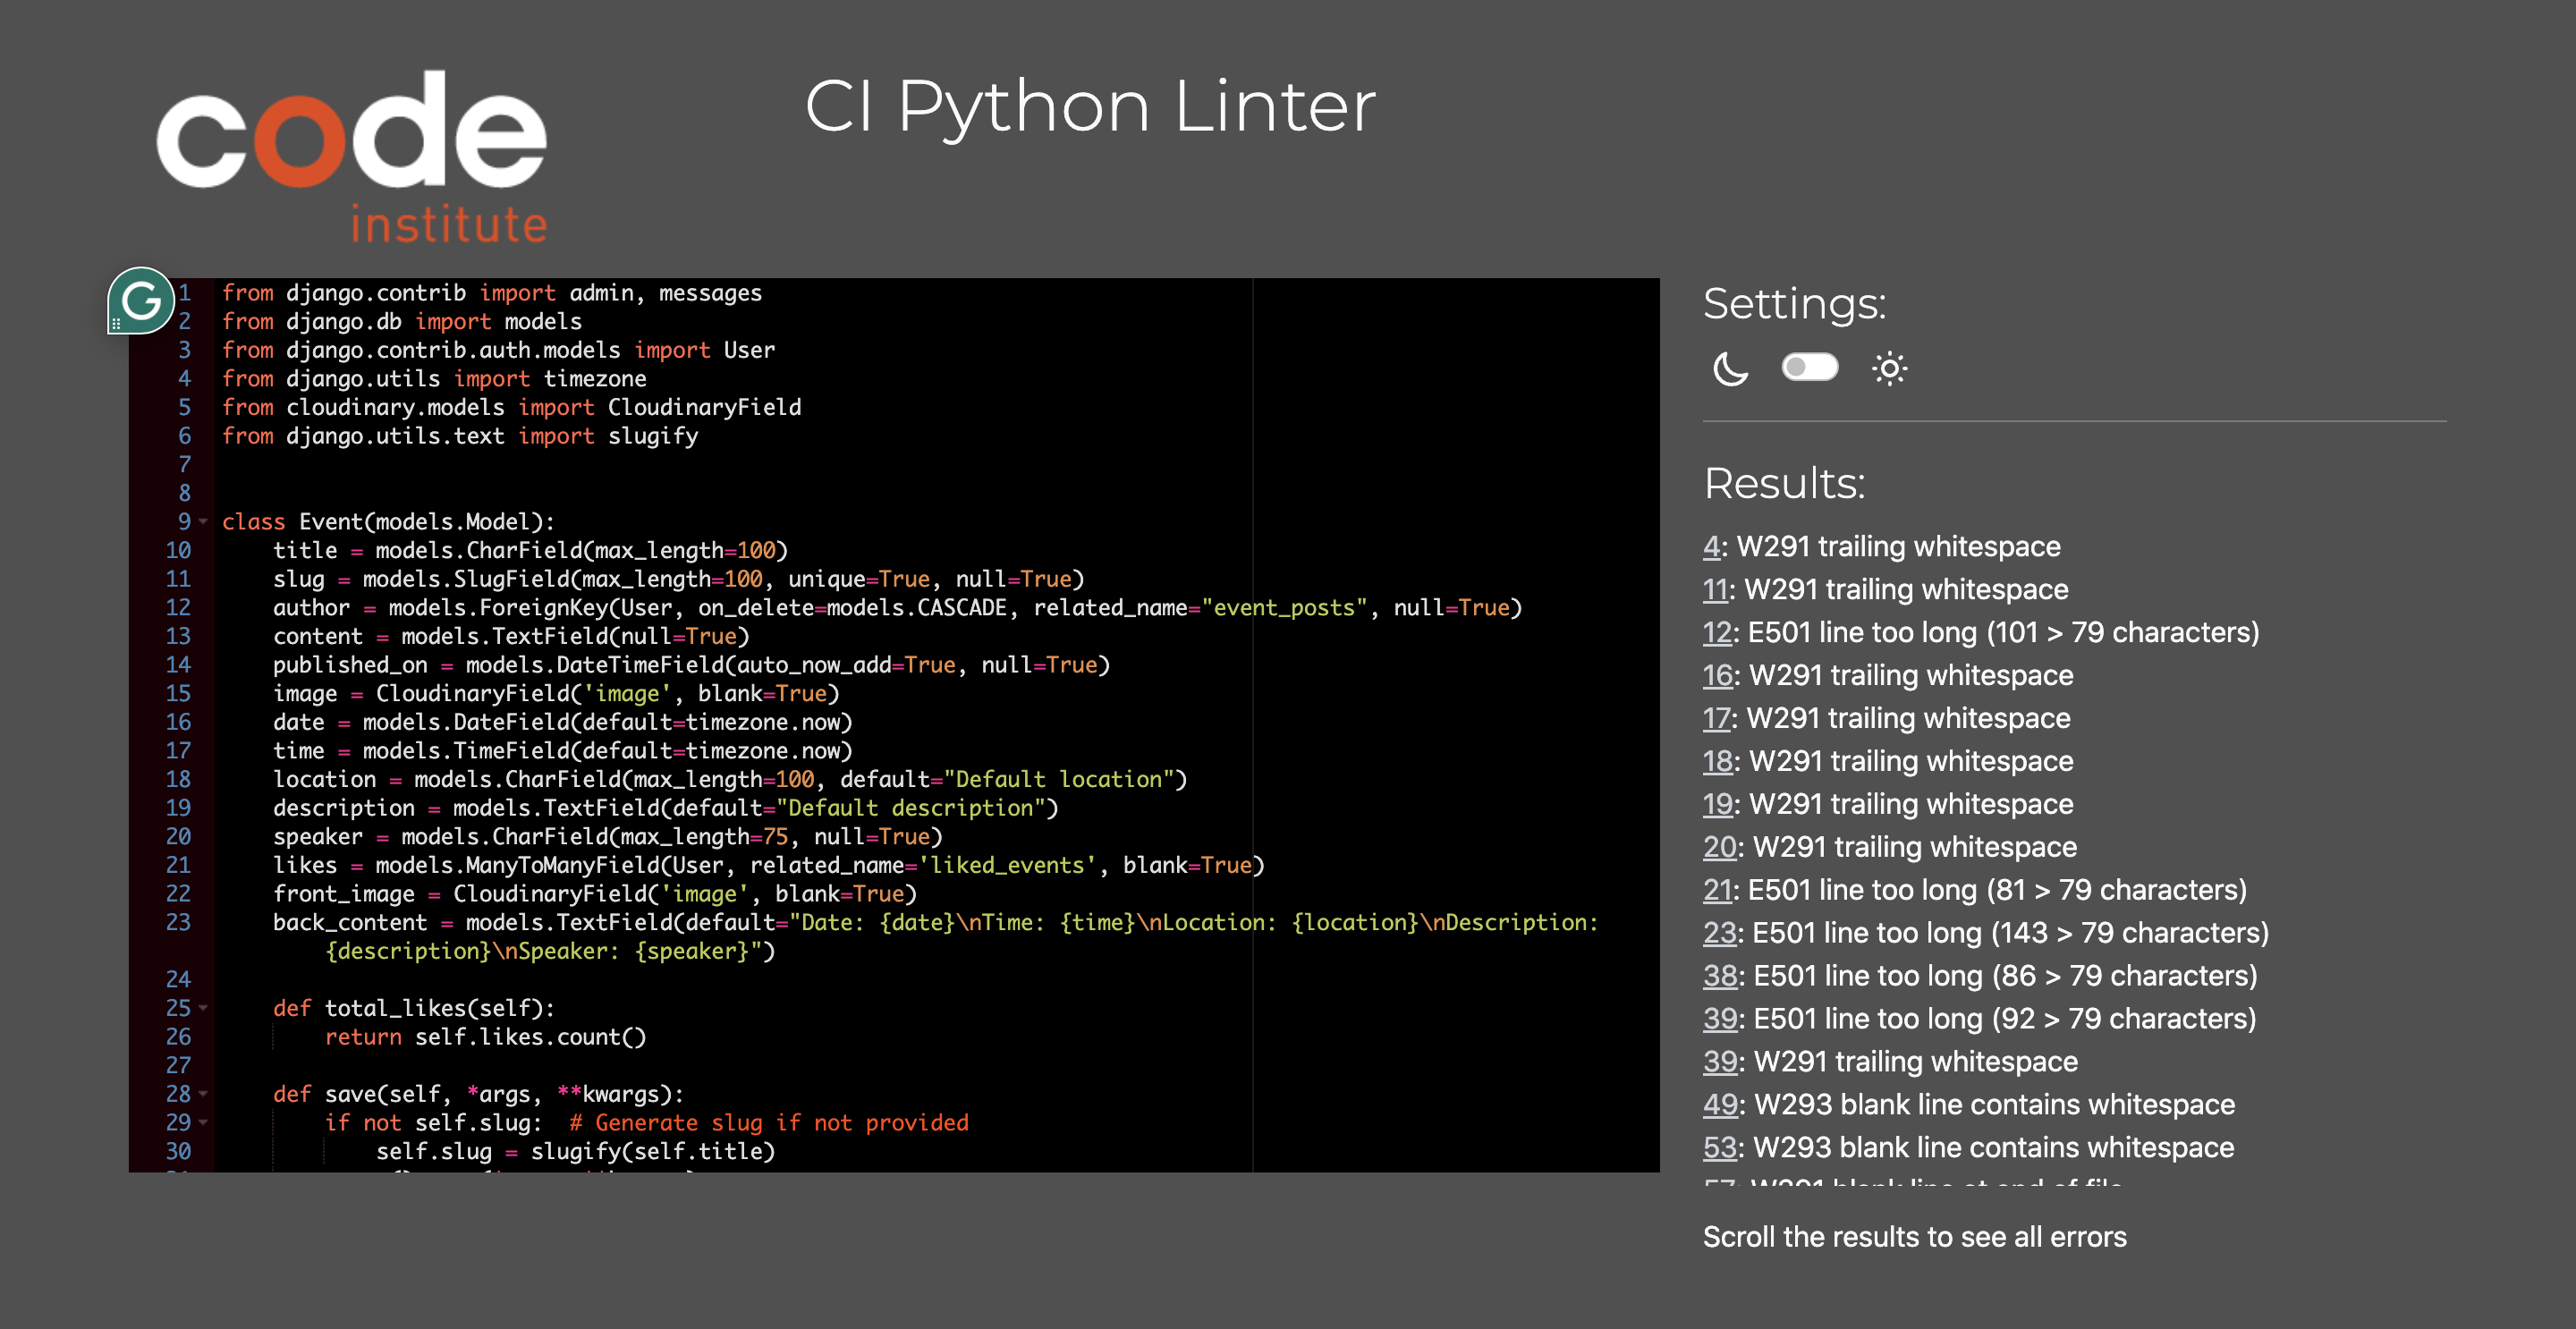 code
institute
CI Python Linter
1 from django.contrib import admin, messages
2 from django.db import models
3 from django.contrib.auth.models import User
4 from django.utils import timezone
5 from cloudinary.models import CloudinaryField
6 from django.utils.text import slugify
7
8
9 class Event(models.Model):
10     title = models.CharField(max_length=100)
11     slug = models.SlugField(max_length=100, unique=True, null=True)
12     author = models.ForeignKey(User, on_delete=models.CASCADE, related_name="event_posts", null=True)
13     content = models.TextField(null=True)
14     published_on = models.DateTimeField(auto_now_add=True, null=True)
15     image = CloudinaryField('image', blank=True)
16     date = models.DateField(default=timezone.now)
17     time = models.TimeField(default=timezone.now)
18     location = models.CharField(max_length=100, default="Default location")
19     description = models.TextField(default="Default description")
20     speaker = models.CharField(max_length=75, null=True)
21     likes = models.ManyToManyField(User, related_name='liked_events', blank=True)
22     front_image = CloudinaryField('image', blank=True)
23     back_content = models.TextField(default="Date: {date}\nTime: {time}\nLocation: {location}\nDescription:
{description}\nSpeaker: {speaker}")
24
25     def total_likes(self):
26         return self.likes.count()
27
28     def save(self, *args, **kwargs):
29         if not self.slug:  # Generate slug if not provided
30             self.slug = slugify(self.title)
Settings:
Results:
4: W291 trailing whitespace
11: W291 trailing whitespace
12: E501 line too long (101 > 79 characters)
16: W291 trailing whitespace
17: W291 trailing whitespace
18: W291 trailing whitespace
19: W291 trailing whitespace
20: W291 trailing whitespace
21: E501 line too long (81 > 79 characters)
23: E501 line too long (143 > 79 characters)
38: E501 line too long (86 > 79 characters)
39: E501 line too long (92 > 79 characters)
39: W291 trailing whitespace
49: W293 blank line contains whitespace
53: W293 blank line contains whitespace
57: W391 blank line at end of file
Scroll the results to see all errors